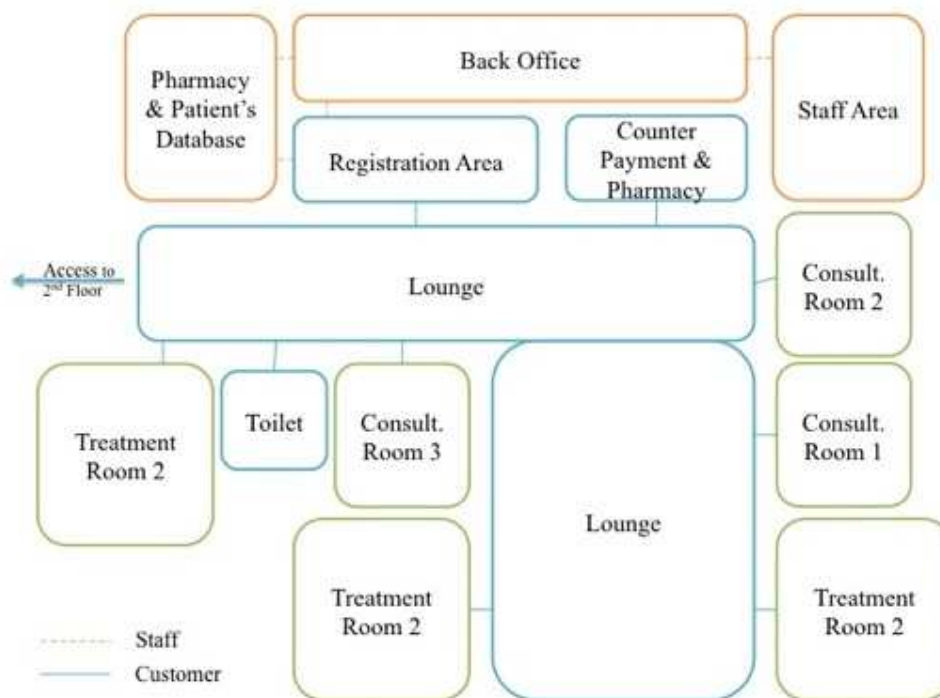 Pharmacy
& Patient's
Database
Back Office
Staff Area
Registration Area
Counter
Payment &
Pharmacy
Access to
2nd Floor
Lounge
Consult.
Room 2
Treatment
Room 2
Toilet
Consult.
Room 3
Consult.
Room 1
Lounge
Treatment
Room 2
Treatment
Room 2
Staff
Customer